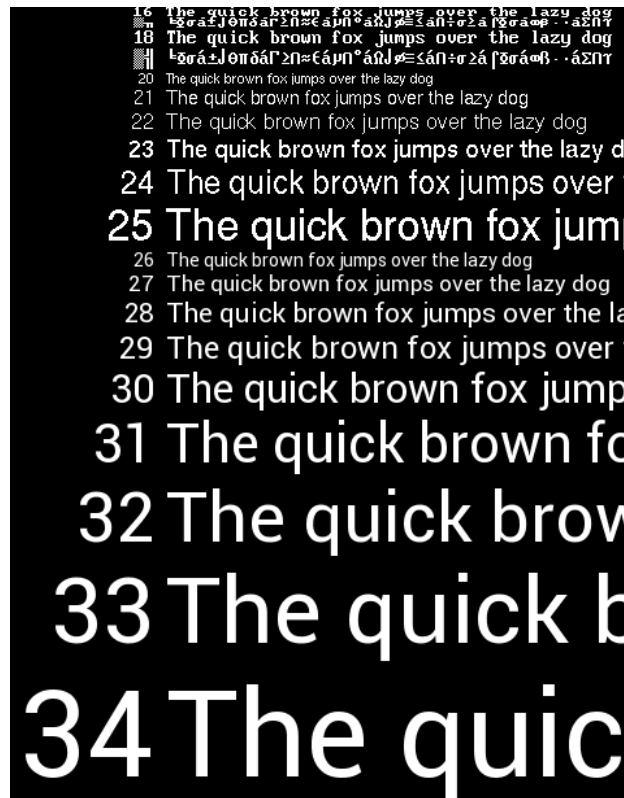 16 The quick brown fox jumps over the lazy dog
18 The quick brown fox jumps over the lazy dog
20 The quick brown fox jumps over the lazy dog
21 The quick brown fox jumps over the lazy dog
22 The quick brown fox jumps over the lazy dog
23 The quick brown fox jumps over the lazy d
24 The quick brown fox jumps over
25 The quick brown fox jum
26 The quick brown fox jumps over the lazy dog
27 The quick brown fox jumps over the lazy dog
28 The quick brown fox jumps over the la
29 The quick brown fox jumps over
30 The quick brown fox jump
31 The quick brown fo
32 The quick brow
33 The quick b
34 The quic